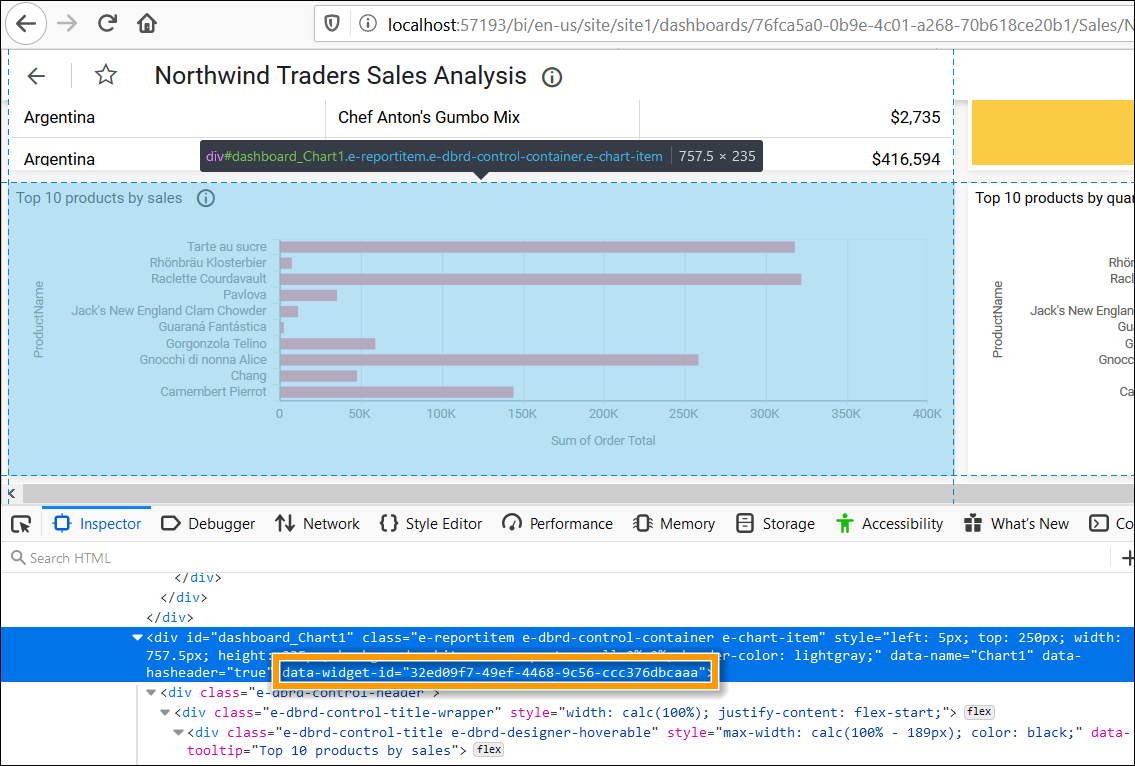 localhost:57193/bi/en-us/site/site1/dashboards/76fca5a0-0b9e-4c01-a268-70b618ce20b1/Sales/N
Northwind Traders Sales Analysis
Argentina Chef Anton's Gumbo Mix $2,735
Argentina $416,594
div#dashboard_Chart1.e-reportitem.e-dbrd-control-container.e-chart-item 757.5 × 235
Top 10 products by sales
Top 10 products by quan
ProductName
Tarte au sucre
Rhönbräu Klosterbier
Raclette Courdavault
Pavlova
Jack's New England Clam Chowder
Guaraná Fantástica
Gorgonzola Telino
Gnocchi di nonna Alice
Chang
Camembert Pierrot
0 50K 100K 150K 200K 250K 300K 350K 400K
Sum of Order Total
ProductName
Rhön
Racl
Jack's New England
Gu
G
Gnocc
Ca
Inspector Debugger Network Style Editor Performance Memory Storage Accessibility What's New Co
Search HTML
</div>
</div>
</div>
<div id="dashboard_Chart1" class="e-reportitem e-dbrd-control-container e-chart-item" style="left: 5px; top: 250px; width:
757.5px; height: -color: lightgray;" data-name="Chart1" data-
hasheader="true" data-widget-id="32ed09f7-49ef-4468-9c56-ccc376dbcaaa">
<div class="e-dbrd-control-header">
<div class="e-dbrd-control-title-wrapper" style="width: calc(100%); justify-content: flex-start;"> flex
<div class="e-dbrd-control-title e-dbrd-designer-hoverable" style="max-width: calc(100% - 189px); color: black;" data-
tooltip="Top 10 products by sales"> flex